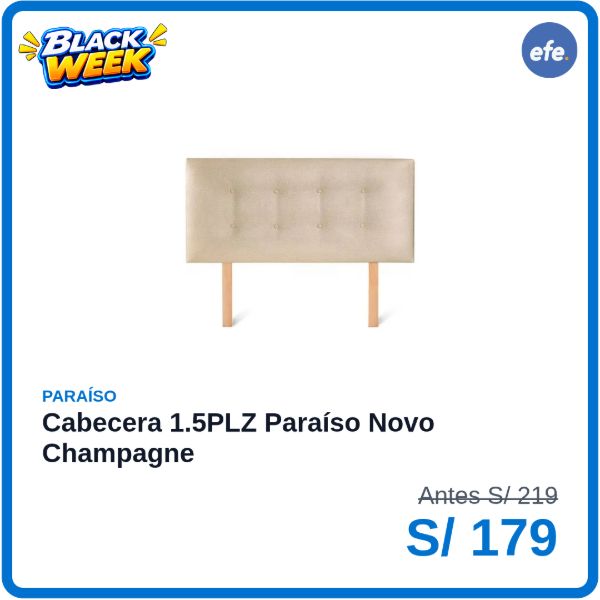 BLACK
WEEK
efe.
PARAÍSO
Cabecera 1.5PLZ Paraíso Novo
Champagne
Antes S/ 219
S/ 179